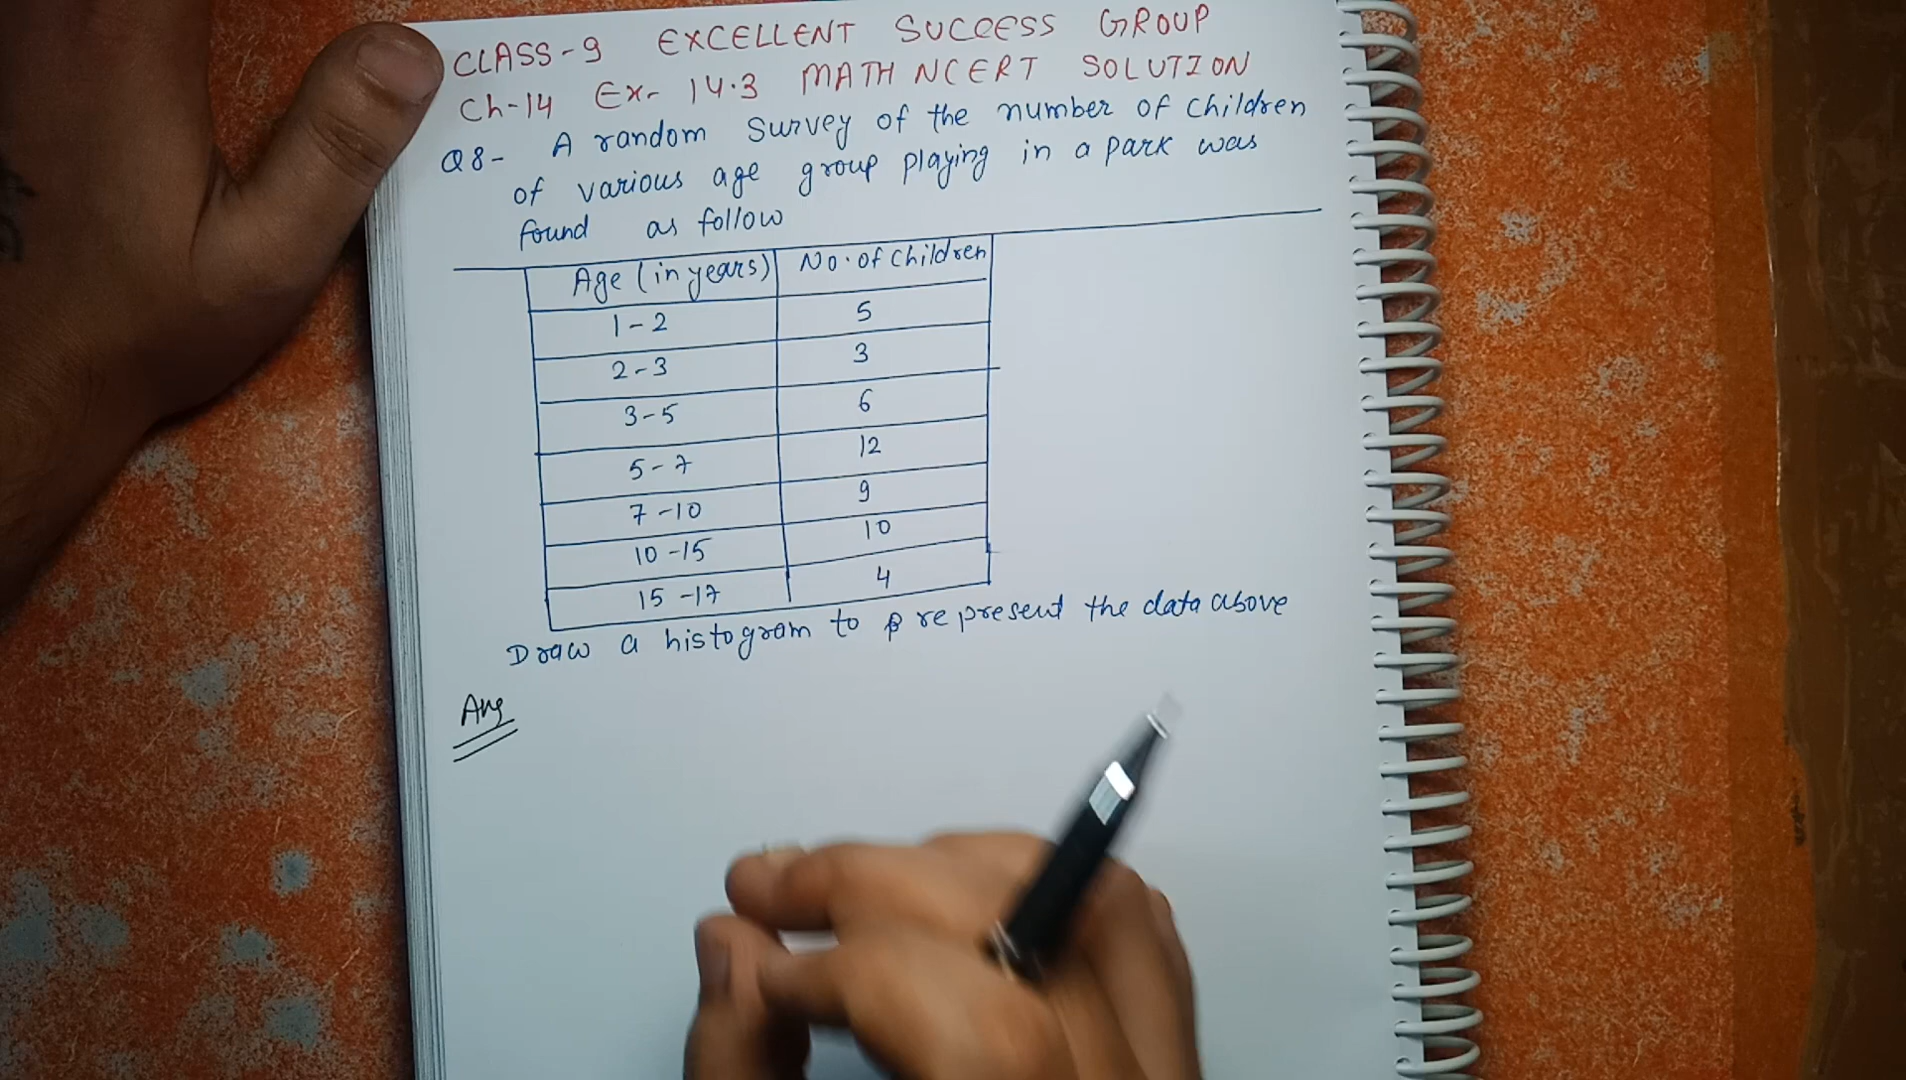 CLASS-9 EXCELLENT SUCCESS GROUP
Ch-14 Ex- 14.3 MATH NCERT SOLUTION
Q8- A random survey of the number of children
of various age group playing in a park was
found as follow
Age (in years) No. of children
1-2 5
2-3 3
3-5 6
5-7 12
7-10 9
10-15 10
15-17 4
Draw a histogram to represent the data above
Ans